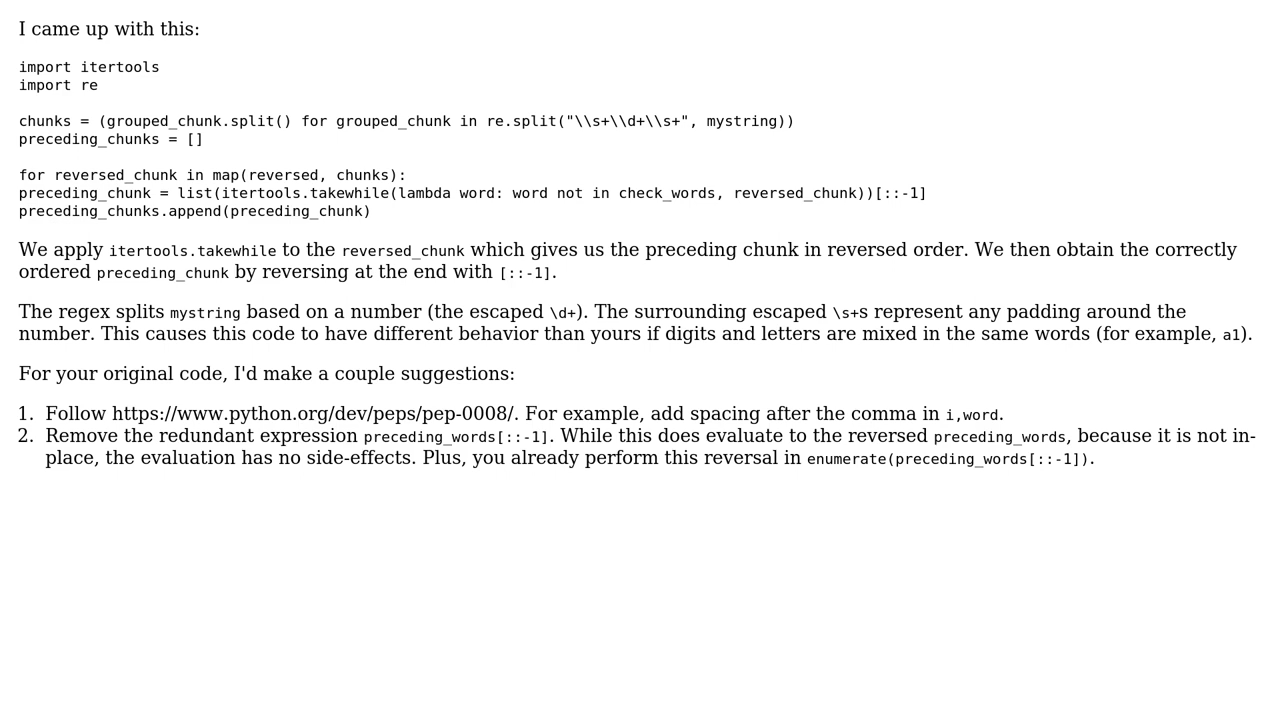 I came up with this:
import itertools
import re
chunks = (grouped_chunk.split() for grouped_chunk in re.split("\\s+\\d+\\s+", mystring))
preceding_chunks = []
for reversed_chunk in map(reversed, chunks):
preceding_chunk = list(itertools.takewhile(lambda word: word not in check_words, reversed_chunk))[::-1]
preceding_chunks.append(preceding_chunk)
We apply itertools.takewhile to the reversed_chunk which gives us the preceding chunk in reversed order. We then obtain the correctly
ordered preceding_chunk by reversing at the end with [::-1].
The regex splits mystring based on a number (the escaped \d+). The surrounding escaped \s+s represent any padding around the
number. This causes this code to have different behavior than yours if digits and letters are mixed in the same words (for example, a1).
For your original code, I'd make a couple suggestions:
1. Follow https://www.python.org/dev/peps/pep-0008/. For example, add spacing after the comma in i,word.
2. Remove the redundant expression preceding_words[::-1]. While this does evaluate to the reversed preceding_words, because it is not in-
place, the evaluation has no side-effects. Plus, you already perform this reversal in enumerate(preceding_words[::-1]).